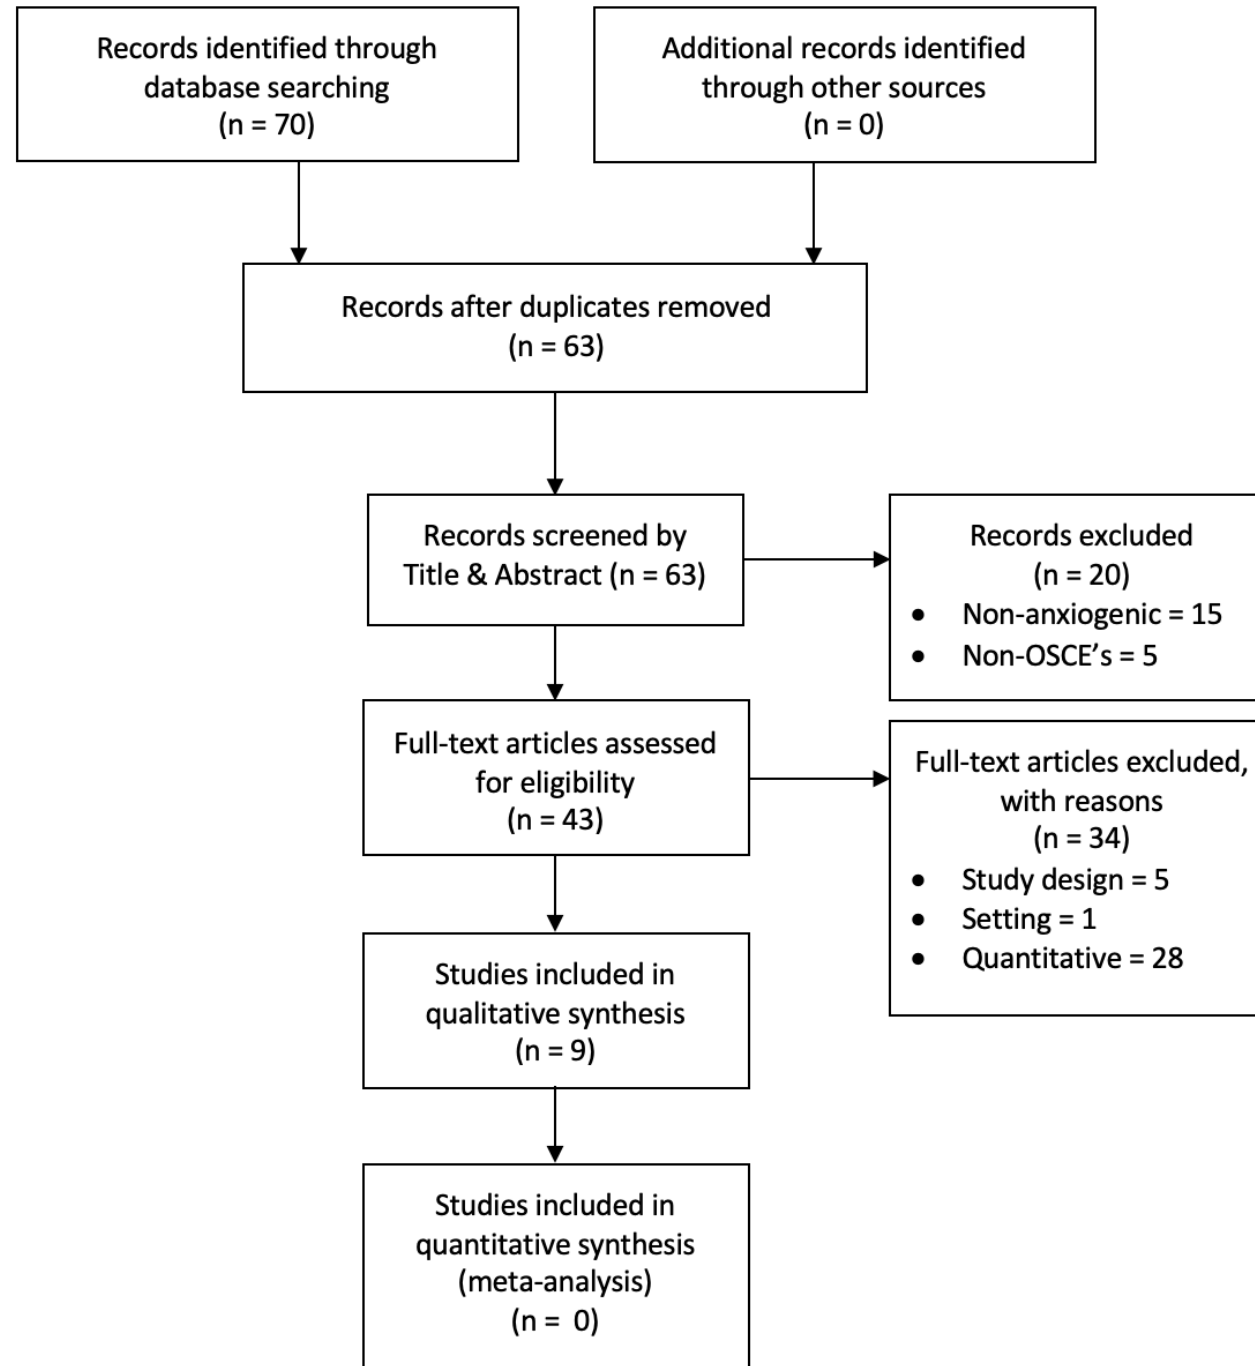 Records identified through
database searching
(n = 70)
Additional records identified
through other sources
(n = 0)
Records after duplicates removed
(n = 63)
Records screened by
Title & Abstract (n = 63)
Records excluded
(n = 20)
• Non-anxiogenic = 15
• Non-OSCE’s = 5
Full-text articles assessed
for eligibility
(n = 43)
Full-text articles excluded,
with reasons
(n = 34)
• Study design = 5
• Setting = 1
• Quantitative = 28
Studies included in
qualitative synthesis
(n = 9)
Studies included in
quantitative synthesis
(meta-analysis)
(n =  0)